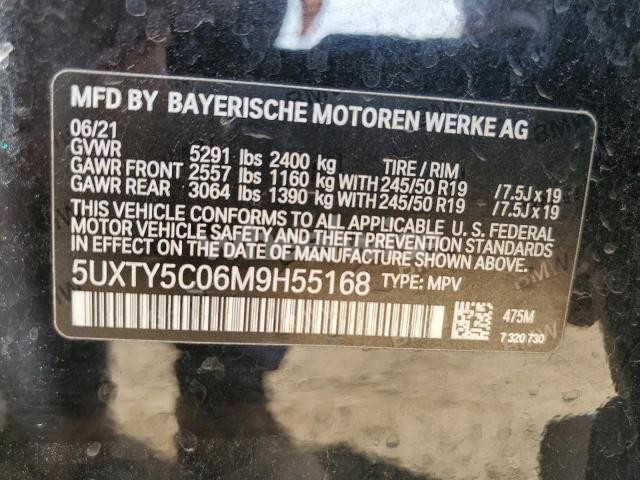 MFD BY BAYERISCHE MOTOREN WERKE AG
06/21
GVWR 5291 lbs 2400 kg TIRE / RIM
GAWR FRONT 2557 lbs 1160 kg WITH 245/50 R19 /7.5J x 19
GAWR REAR 3064 lbs 1390 kg WITH 245/50 R19 /7.5J x 19
THIS VEHICLE CONFORMS TO ALL APPLICABLE U.S. FEDERAL
MOTOR VEHICLE SAFETY AND THEFT PREVENTION STANDARDS
IN EFFECT ON THE DATE OF MANUFACTURE SHOWN ABOVE.
5UXTY5C06M9H55168 TYPE: MPV
475M
7 320 730